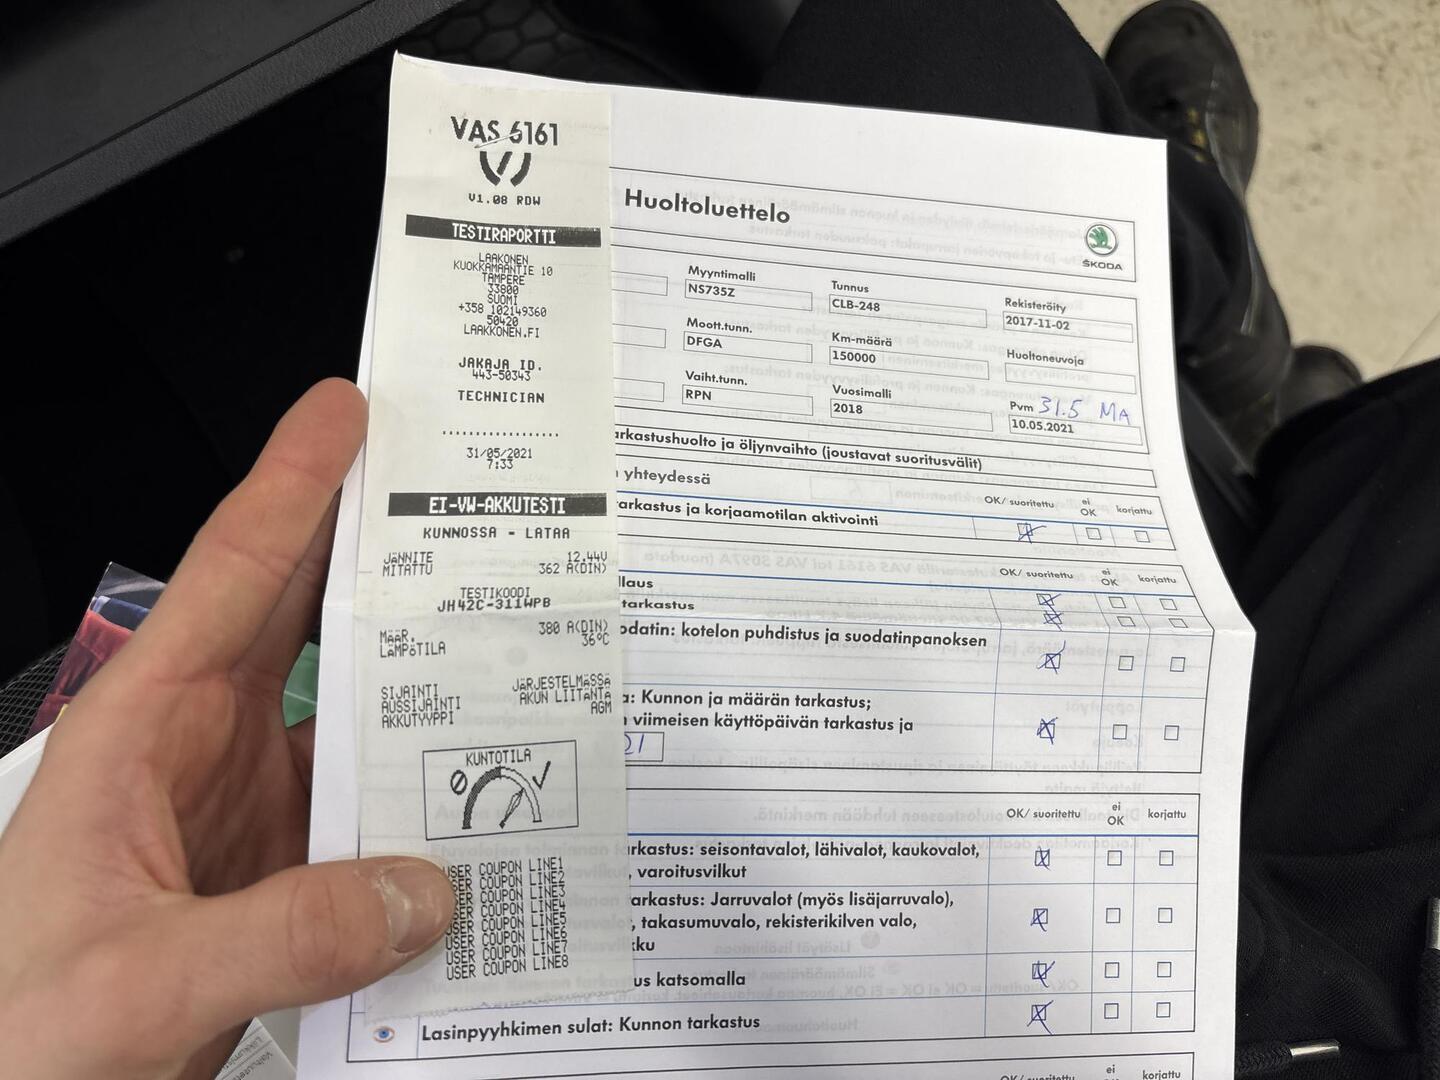 VAS 6161
V1.08 RDW
TESTIRAPORTTI
LAAKONEN
KUOKKAMAANTIE 10
TAMPERE
33800
SUOMI
+358 102149360
50420
LAAKKONEN.FI
JAKAJA ID.
443-50343
TECHNICIAN
31/05/2021
7:33
EI-VW-AKKUTESTI
KUNNOSSA - LATAA
JÄNNITE 12.44V
MITATTU 362 A(DIN)
TESTIKOODI
JH42C-311WPB
MÄÄR. 380 A(DIN)
LÄMPÖTILA 36°C
SIJAINTI JÄRJESTELMÄSSÄ
AUSSIJAINTI AKUN LIITÄNTÄ
AKKUTYYPPI AGM
KUNTOTILA
USER COUPON LINE1
USER COUPON LINE2
USER COUPON LINE3
USER COUPON LINE4
USER COUPON LINE5
USER COUPON LINE6
USER COUPON LINE7
USER COUPON LINE8
Huoltoluettelo
ŠKODA
Myyntimalli
NS735Z
Tunnus
CLB-248
Rekisteröity
2017-11-02
Moott.tunn.
DFGA
Km-määrä
150000
Huoltoneuvoja
Vaiht.tunn.
RPN
Vuosimalli
2018
Pvm 31.5 MA
10.05.2021
arkastushuolto ja öljynvaihto (joustavat suoritusvälit)
yhteydessä
OK/ suoritettu ei OK korjattu
tarkastus ja korjaamotilan aktivointi
OK/ suoritettu ei OK korjattu
llaus
tarkastus
odatin: kotelon puhdistus ja suodatinpanoksen
a: Kunnon ja määrän tarkastus;
n viimeisen käyttöpäivän tarkastus ja
21
OK/ suoritettu ei OK korjattu
arkastus: seisontavalot, lähivalot, kaukovalot,
, varoitusvilkut
arkastus: Jarruvalot (myös lisäjarruvalo),
, takasumuvalo, rekisterikilven valo,
kku
us katsomalla
Lasinpyyhkimen sulat: Kunnon tarkastus
OK/ suoritettu ei OK korjattu